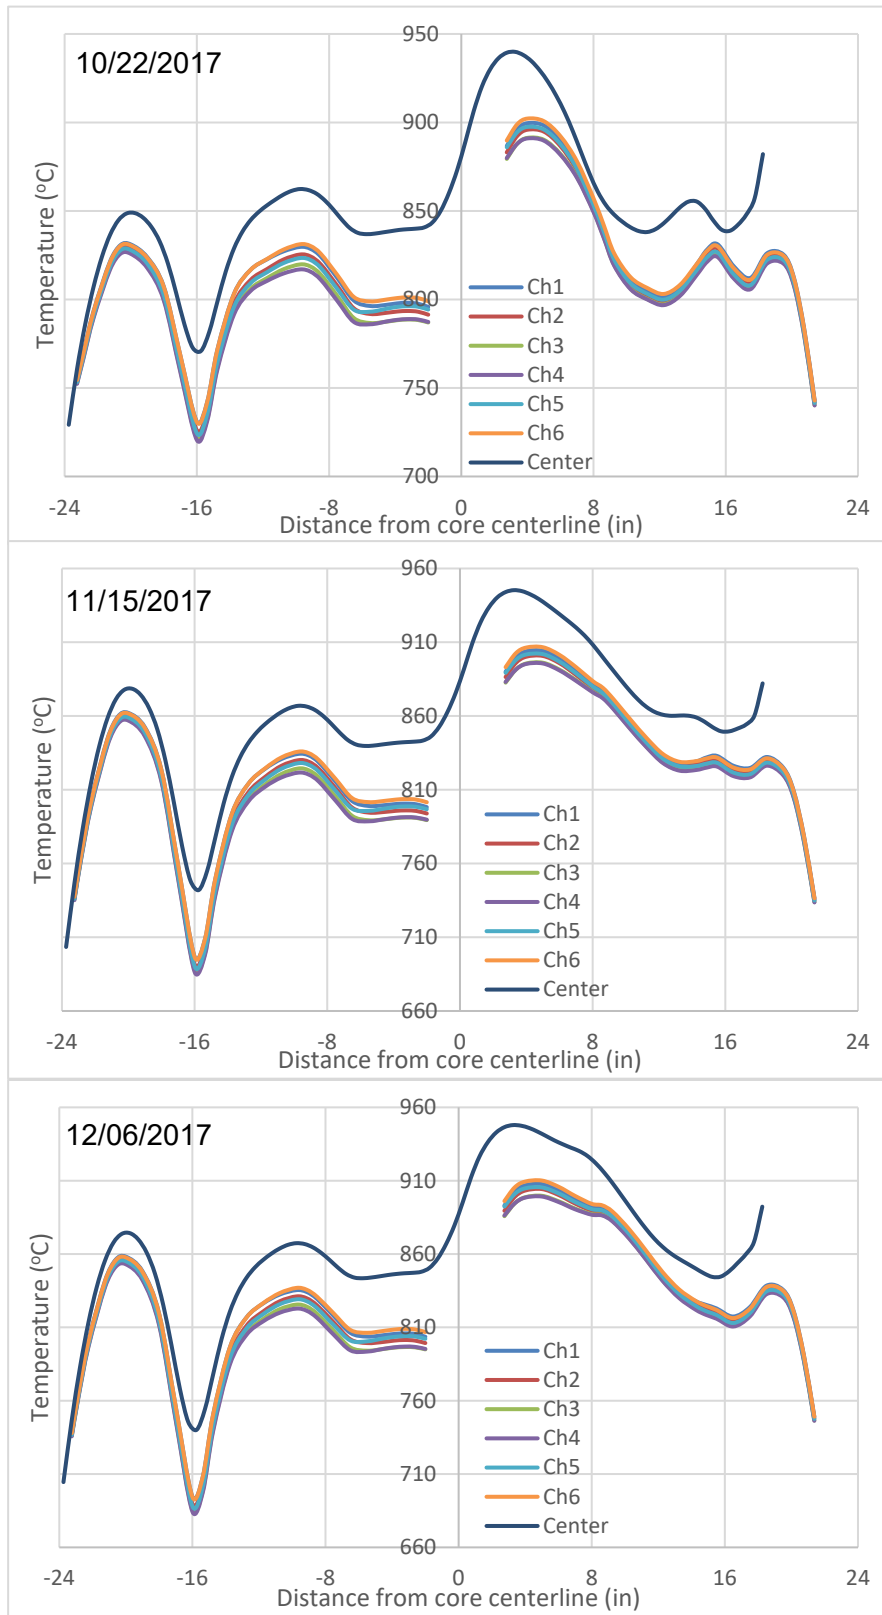 10/22/2017
Temperature (°C)
950
900
850
800
750
700
Ch1
Ch2
Ch3
Ch4
Ch5
Ch6
Center
-24 -16 -8 0 8 16 24
Distance from core centerline (in)
11/15/2017
Temperature (°C)
960
910
860
810
760
710
660
Ch1
Ch2
Ch3
Ch4
Ch5
Ch6
Center
-24 -16 -8 0 8 16 24
Distance from core centerline (in)
12/06/2017
Temperature (°C)
960
910
860
810
760
710
660
Ch1
Ch2
Ch3
Ch4
Ch5
Ch6
Center
-24 -16 -8 0 8 16 24
Distance from core centerline (in)